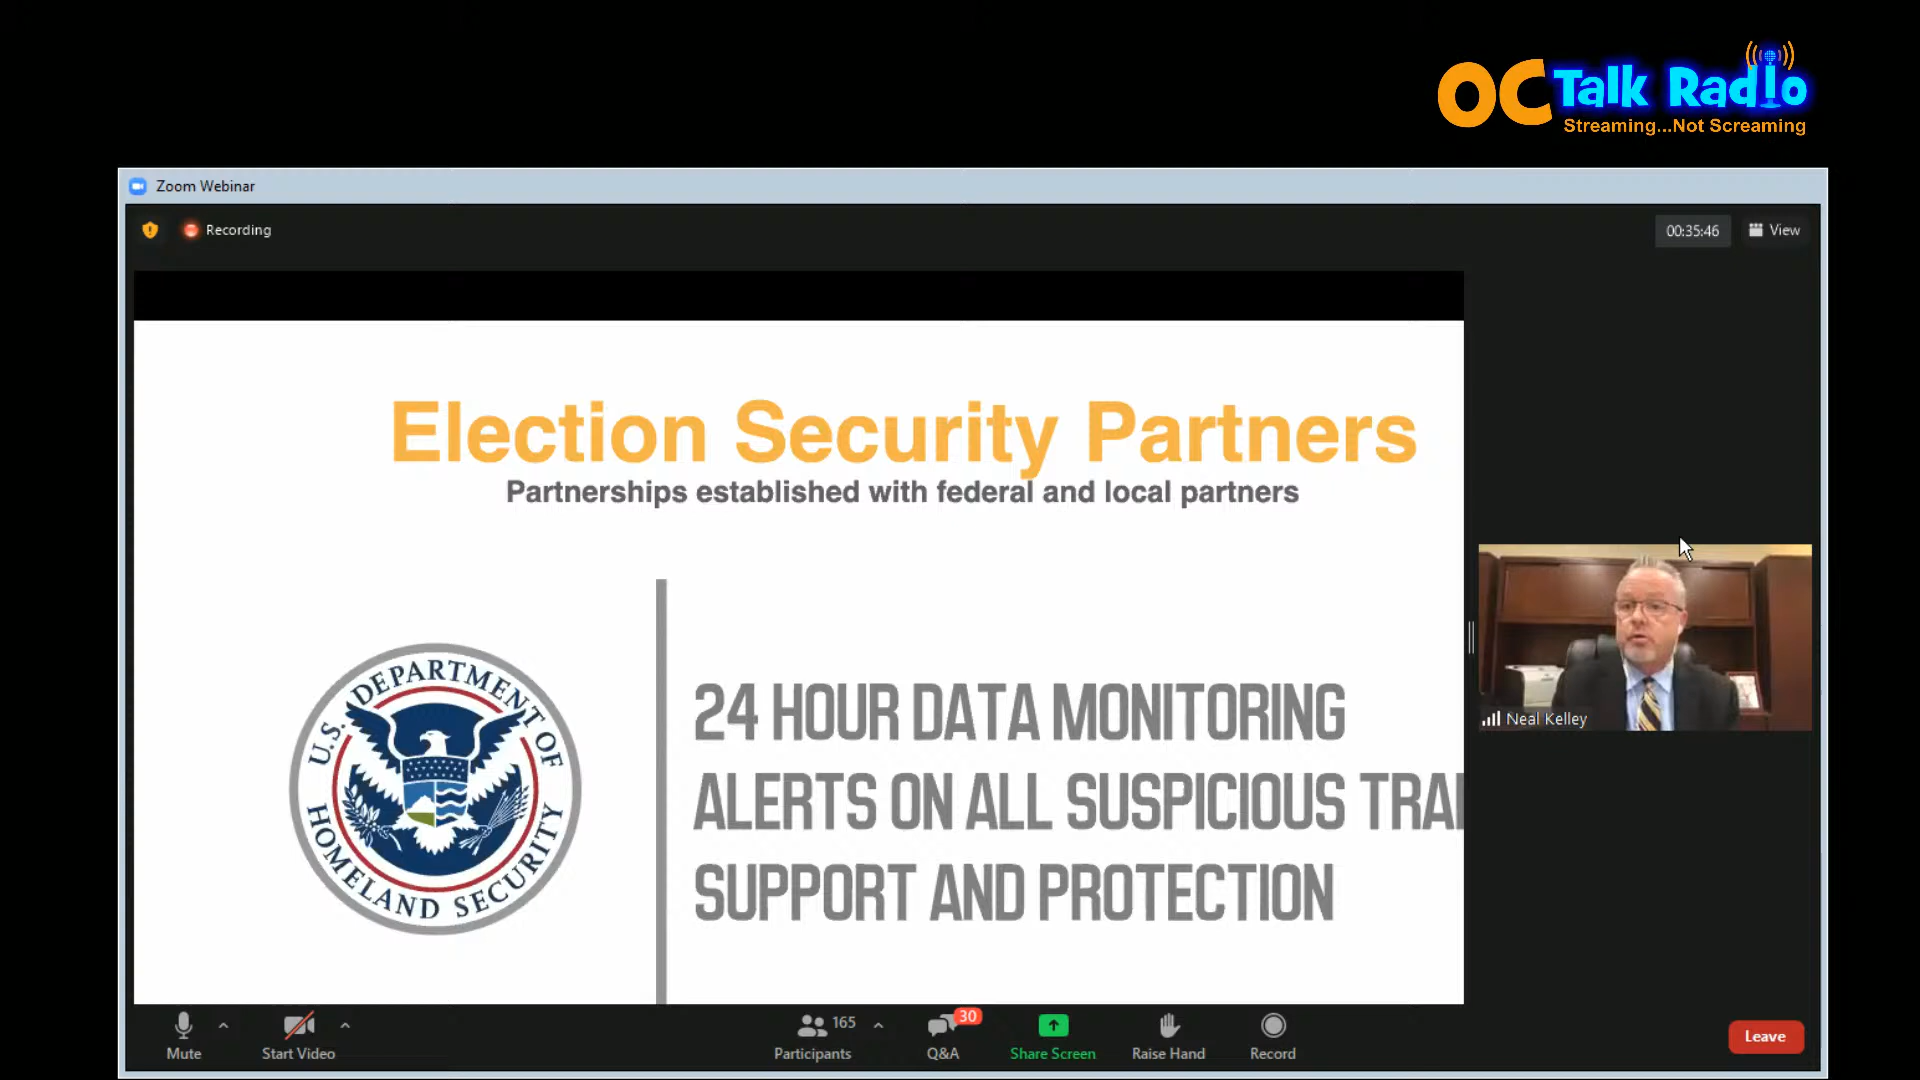 OC Talk Radio
Streaming...Not Screaming
Zoom Webinar
Recording
00:35:46
View
Election Security Partners
Partnerships established with federal and local partners
U.S. DEPARTMENT OF
HOMELAND SECURITY
24 HOUR DATA MONITORING
ALERTS ON ALL SUSPICIOUS
SUPPORT AND PROTECTION
Neal Kelley
Mute
Start Video
165
Participants
30
Q&A
Share Screen
Raise Hand
Record
Leave